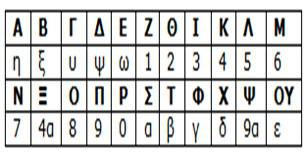 Α Β Γ Δ Ε Ζ Θ Ι Κ Λ Μ
η ξ υ ψ ω 1 2 3 4 5 6
Ν Ξ Ο Π Ρ Σ Τ Φ Χ Ψ ΟΥ
7 4α 8 9 0 α β γ δ 9α ε